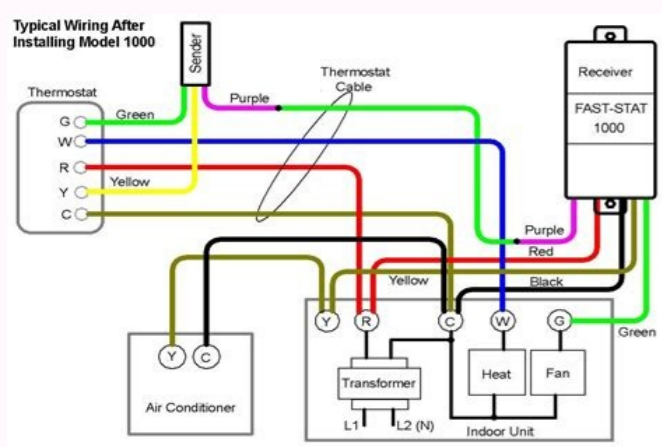 Typical Wiring After
Installing Model 1000
Sender
Thermostat
Thermostat
Cable
Receiver
FAST-STAT
1000
Purple
Green
G
W
R
Yellow
Y
C
Purple
Red
Yellow
Black
Y
R
C
W
G
Green
Y
C
Air Conditioner
Transformer
Heat
Fan
L1
L2 (N)
Indoor Unit